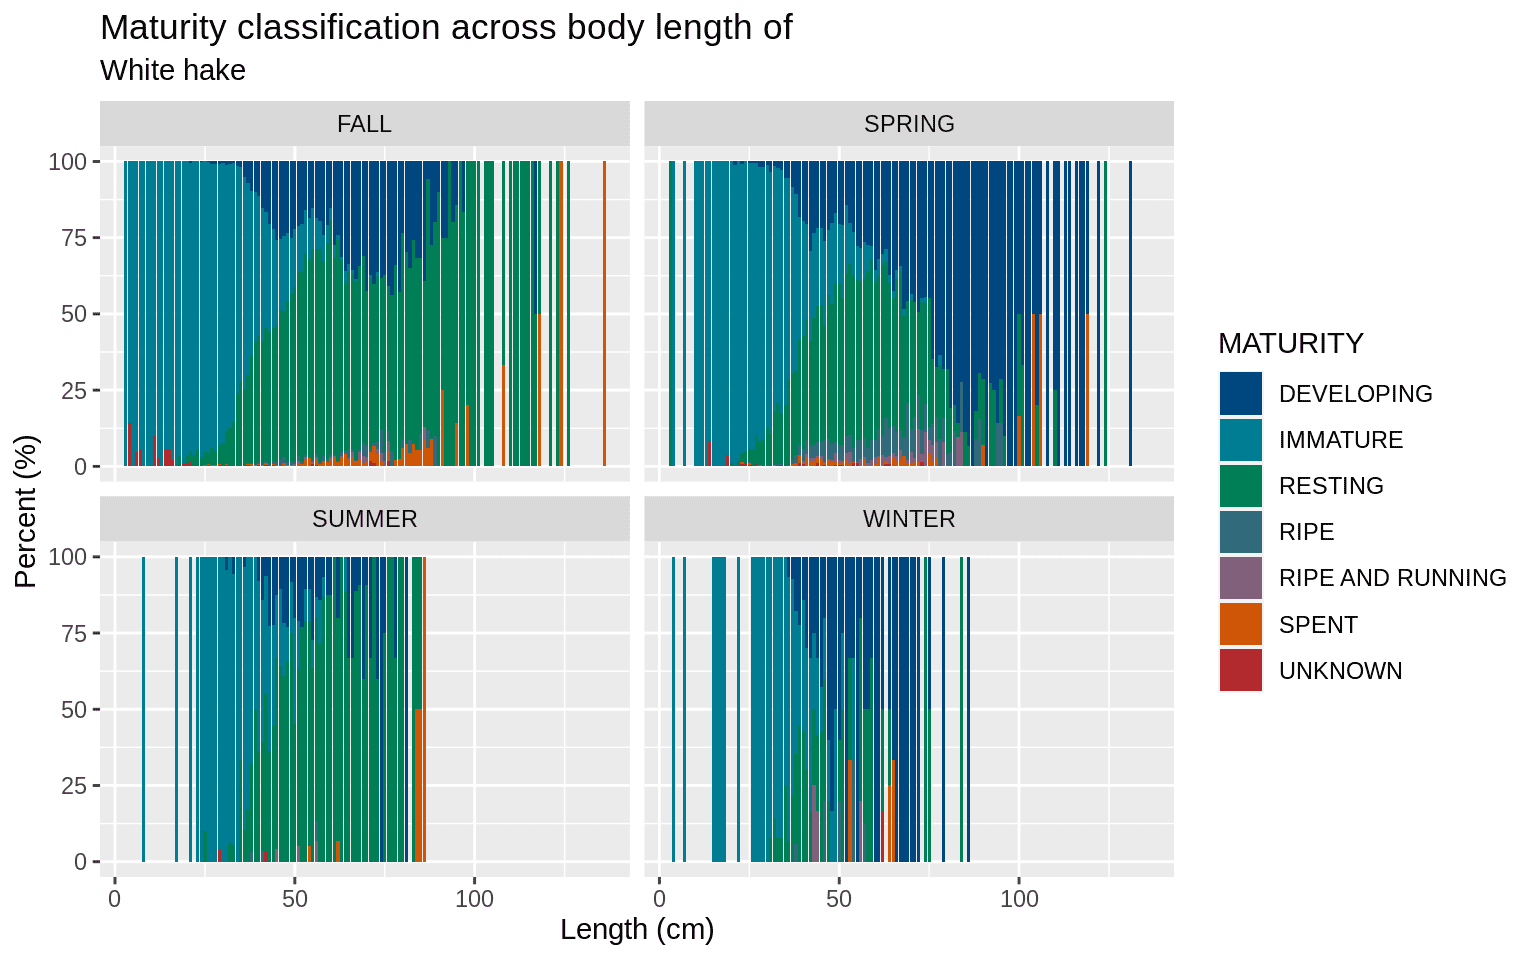 Maturity classification across body length of
White hake
FALL
SPRING
100
75
50
25
0
SUMMER
WINTER
100
75
50
25
0
0
50
100
0
50
100
Percent (%)
Length (cm)
MATURITY
DEVELOPING
IMMATURE
RESTING
RIPE
RIPE AND RUNNING
SPENT
UNKNOWN